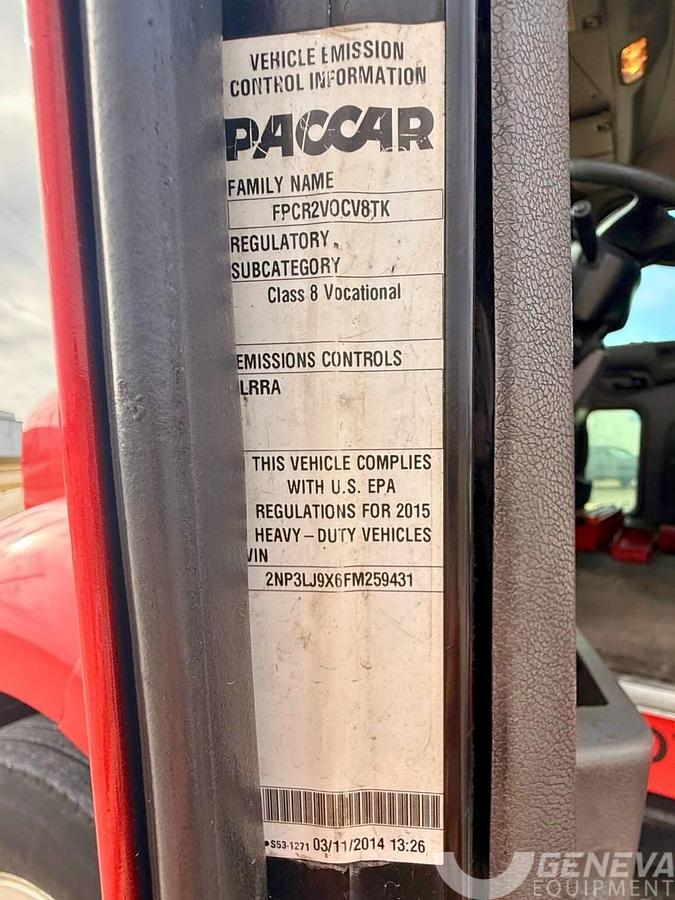 VEHICLE EMISSION
CONTROL INFORMATION
PACCAR
FAMILY NAME
FPCR2VOCV8TK
REGULATORY
SUBCATEGORY
Class 8 Vocational
EMISSIONS CONTROLS
LRRA
THIS VEHICLE COMPLIES
WITH U.S. EPA
REGULATIONS FOR 2015
HEAVY-DUTY VEHICLES
VIN
2NP3LJ9X6FM259431
•S53-1271 03/11/2014 13:26
GENEVA
EQUIPMENT